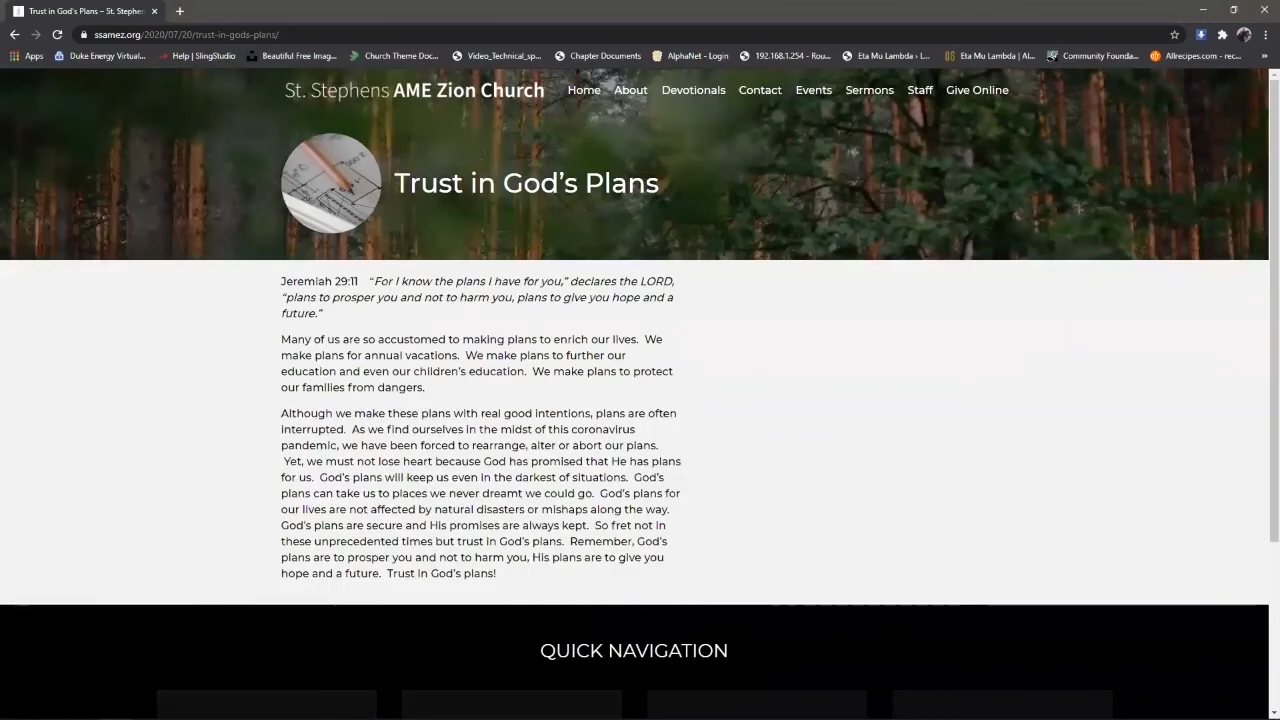 Trust in God's Plans – St. Stephe
ssamez.org/2020/07/20/trust-in-gods-plans/
Apps Duke Energy Virtual... Help | SlingStudio Beautiful Free Imag... Church Theme Doc... Video_Technical_sp... Chapter Documents AlphaNet - Login 192.168.1.254 - Rou... Eta Mu Lambda ‹ L... Eta Mu Lambda | Al... Community Founda... Allrecipes.com - rec... »
St. Stephens AME Zion Church Home About Devotionals Contact Events Sermons Staff Give Online
Trust in God's Plans
Jeremiah 29:11 “For I know the plans I have for you,” declares the LORD,
“plans to prosper you and not to harm you, plans to give you hope and a
future.”
Many of us are so accustomed to making plans to enrich our lives. We
make plans for annual vacations. We make plans to further our
education and even our children's education. We make plans to protect
our families from dangers.
Although we make these plans with real good intentions, plans are often
interrupted. As we find ourselves in the midst of this coronavirus
pandemic, we have been forced to rearrange, alter or abort our plans.
Yet, we must not lose heart because God has promised that He has plans
for us. God's plans will keep us even in the darkest of situations. God's
plans can take us to places we never dreamt we could go. God's plans for
our lives are not affected by natural disasters or mishaps along the way.
God's plans are secure and His promises are always kept. So fret not in
these unprecedented times but trust in God's plans. Remember, God's
plans are to prosper you and not to harm you, His plans are to give you
hope and a future. Trust in God's plans!
QUICK NAVIGATION